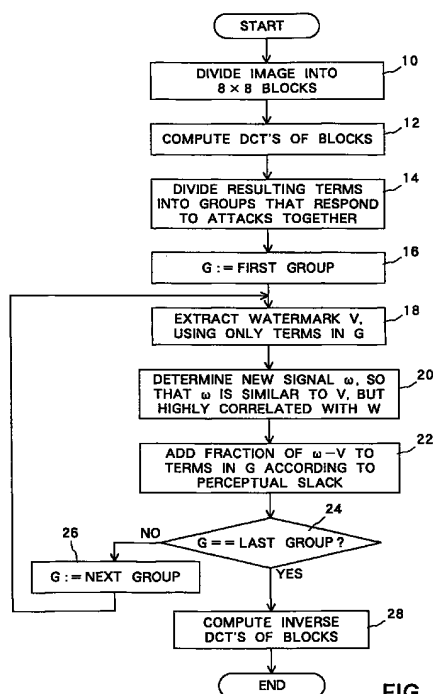 START
10
DIVIDE IMAGE INTO
8 × 8 BLOCKS
12
COMPUTE DCT'S OF BLOCKS
14
DIVIDE RESULTING TERMS
INTO GROUPS THAT RESPOND
TO ATTACKS TOGETHER
16
G := FIRST GROUP
18
EXTRACT WATERMARK V,
USING ONLY TERMS IN G
20
DETERMINE NEW SIGNAL ω, SO
THAT ω IS SIMILAR TO V, BUT
HIGHLY CORRELATED WITH W
22
ADD FRACTION OF ω-V TO
TERMS IN G ACCORDING TO
PERCEPTUAL SLACK
24
G == LAST GROUP?
NO
26
G := NEXT GROUP
YES
28
COMPUTE INVERSE
DCT'S OF BLOCKS
END
FIG